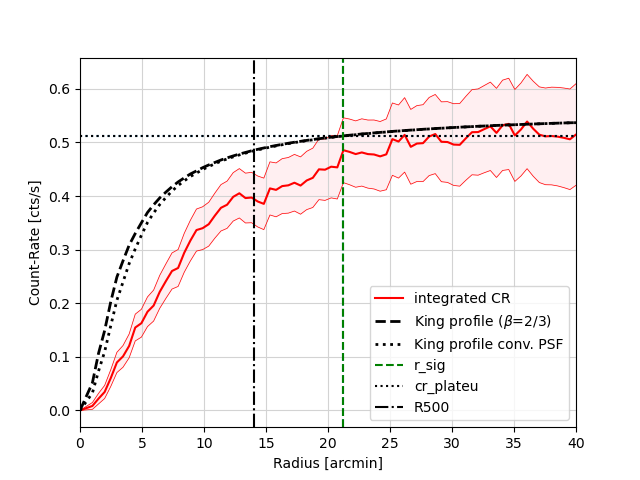 0.6
0.5
0.4
0.3
0.2
0.1
0.0
Count-Rate [cts/s]
integrated CR
King profile (β=2/3)
King profile conv. PSF
r_sig
cr_plateu
R500
0 5 10 15 20 25 30 35 40
Radius [arcmin]